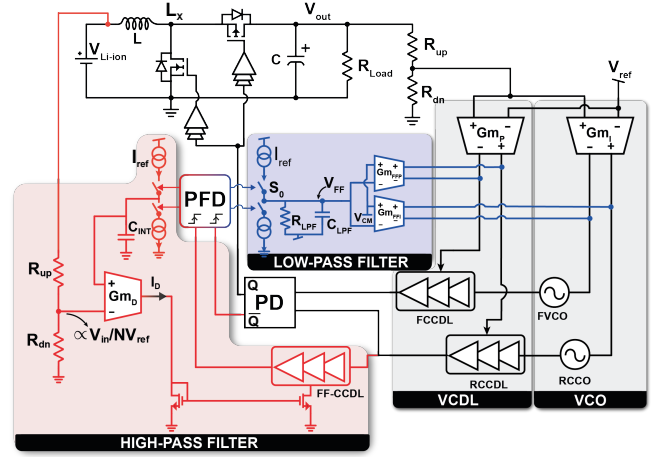 Lx
Vout
L
VLi-ion
C
+
RLoad
Rup
Rdn
Vref
+ −
GmP
+ −
GmI
Iref
Iref
S0
VFF
PFD
RLPF
CLPF
VCM
+
GmFFP
−
+
GmFFI
−
CINT
LOW-PASS FILTER
Rup
+
GmD
−
ID
Rdn
∝Vin/NVref
Q
PD
Q̅
FCCDL
FVCO
RCCDL
RCCO
FF-CCDL
VCDL
VCO
HIGH-PASS FILTER